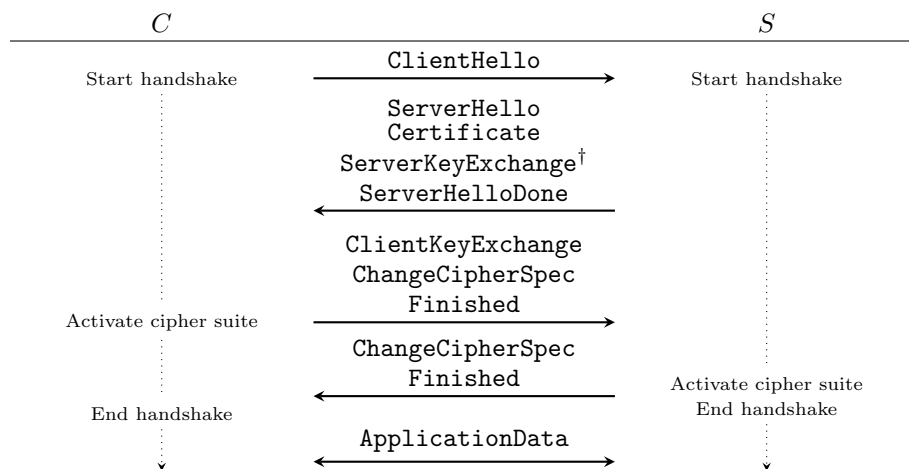 C S
ClientHello
Start handshake Start handshake
ServerHello
Certificate
ServerKeyExchange†
ServerHelloDone
ClientKeyExchange
ChangeCipherSpec
Finished
Activate cipher suite
ChangeCipherSpec
Finished
Activate cipher suite
End handshake End handshake
ApplicationData